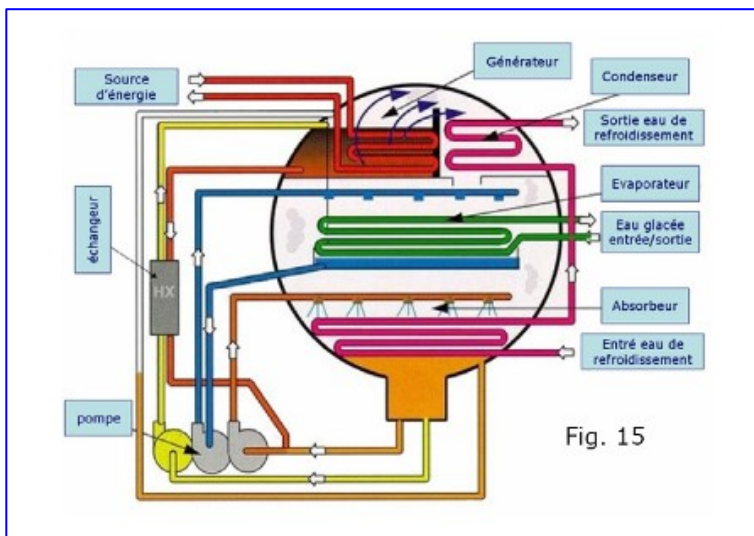 Générateur
Source
d'énergie
Condenseur
Sortie eau de
refroidissement
Evaporateur
échangeur
Eau glacée
entrée/sortie
HX
Absorbeur
Entré eau de
refroidissement
pompe
Fig. 15